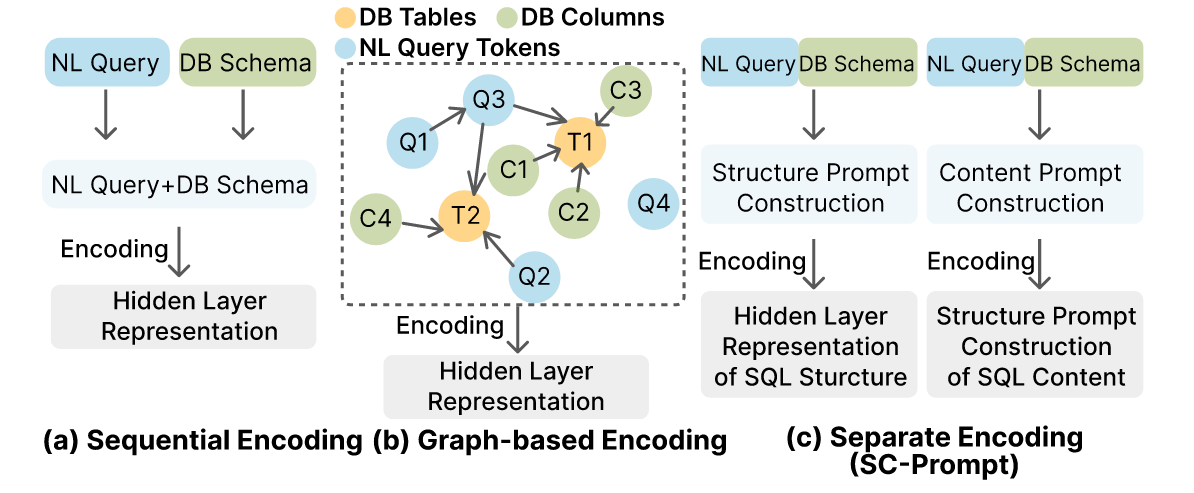 DB Tables
DB Columns
NL Query Tokens
NL Query
DB Schema
NL Query+DB Schema
Encoding
Hidden Layer
Representation
(a) Sequential Encoding
Q3
C3
Q1
T1
C1
C4
T2
C2
Q4
Q2
Encoding
Hidden Layer
Representation
(b) Graph-based Encoding
NL Query
DB Schema
Structure Prompt
Construction
Encoding
Hidden Layer
Representation
of SQL Sturcture
NL Query
DB Schema
Content Prompt
Construction
Encoding
Structure Prompt
Construction
of SQL Content
(c) Separate Encoding
(SC-Prompt)